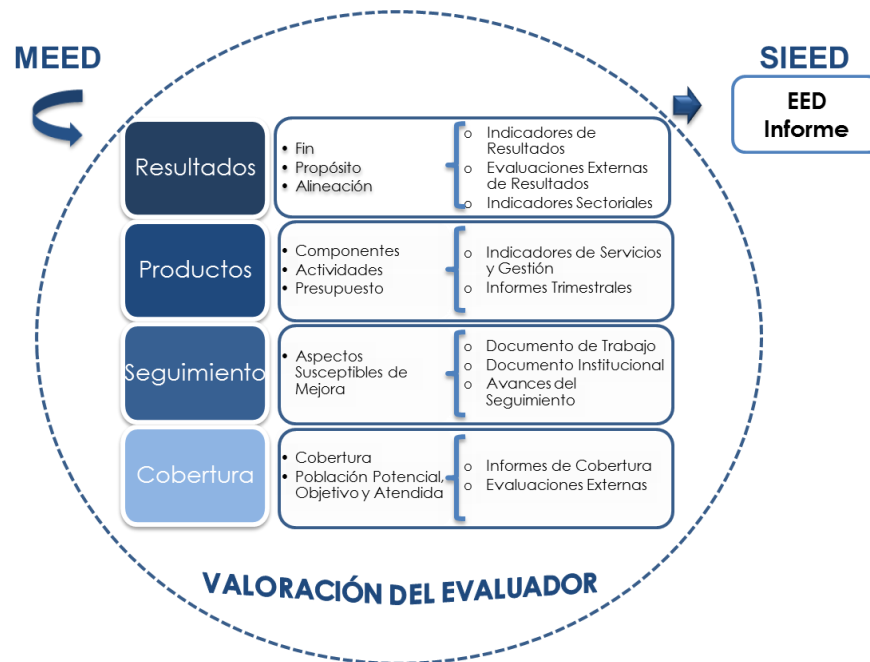 MEED
SIEED
EED
Informe
Resultados
• Fin
• Propósito
• Alineación
o Indicadores de
Resultados
o Evaluaciones Externas
de Resultados
o Indicadores Sectoriales
Productos
• Componentes
• Actividades
• Presupuesto
o Indicadores de Servicios
y Gestión
o Informes Trimestrales
Seguimiento
• Aspectos
Susceptibles de
Mejora
o Documento de Trabajo
o Documento Institucional
o Avances del
Seguimiento
Cobertura
• Cobertura
• Población Potencial,
Objetivo y Atendida
o Informes de Cobertura
o Evaluaciones Externas
VALORACIÓN DEL EVALUADOR